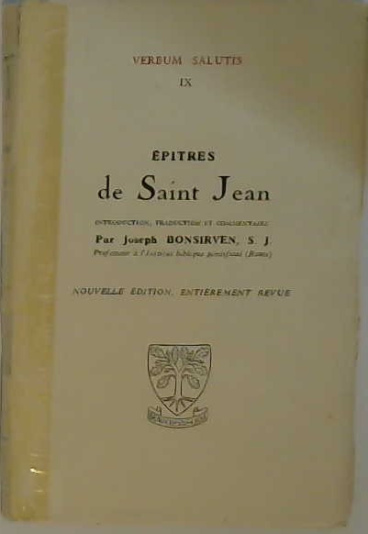 VERBUM SALUTIS
IX
ÉPITRES
de Saint Jean
INTRODUCTION, TRADUCTION ET COMMENTAIRE
Par Joseph BONSIRVEN, S. J.
Professeur à l'Institut biblique pontifical (Rome)
NOUVELLE ÉDITION, ENTIÈREMENT REVUE